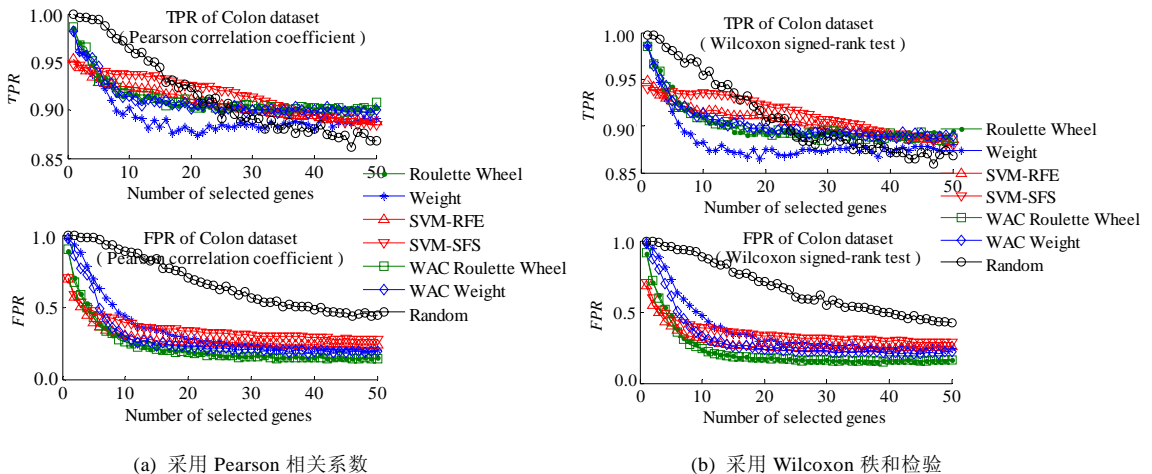 TPR of Colon dataset
( Pearson correlation coefficient )
1.00
0.95
0.90
0.85
TPR
0 10 20 30 40 50
Number of selected genes
FPR of Colon dataset
( Pearson correlation coefficient )
1.0
0.5
0.0
FPR
0 10 20 30 40 50
Number of selected genes
Roulette Wheel
Weight
SVM-RFE
SVM-SFS
WAC Roulette Wheel
WAC Weight
Random
(a) 采用 Pearson 相关系数
TPR of Colon dataset
( Wilcoxon signed-rank test )
1.00
0.95
0.90
0.85
TPR
0 10 20 30 40 50
Number of selected genes
FPR of Colon dataset
(Wilcoxon signed-rank test )
1.0
0.5
0.0
FPR
0 10 20 30 40 50
Number of selected genes
Roulette Wheel
Weight
SVM-RFE
SVM-SFS
WAC Roulette Wheel
WAC Weight
Random
(b) 采用 Wilcoxon 秩和检验